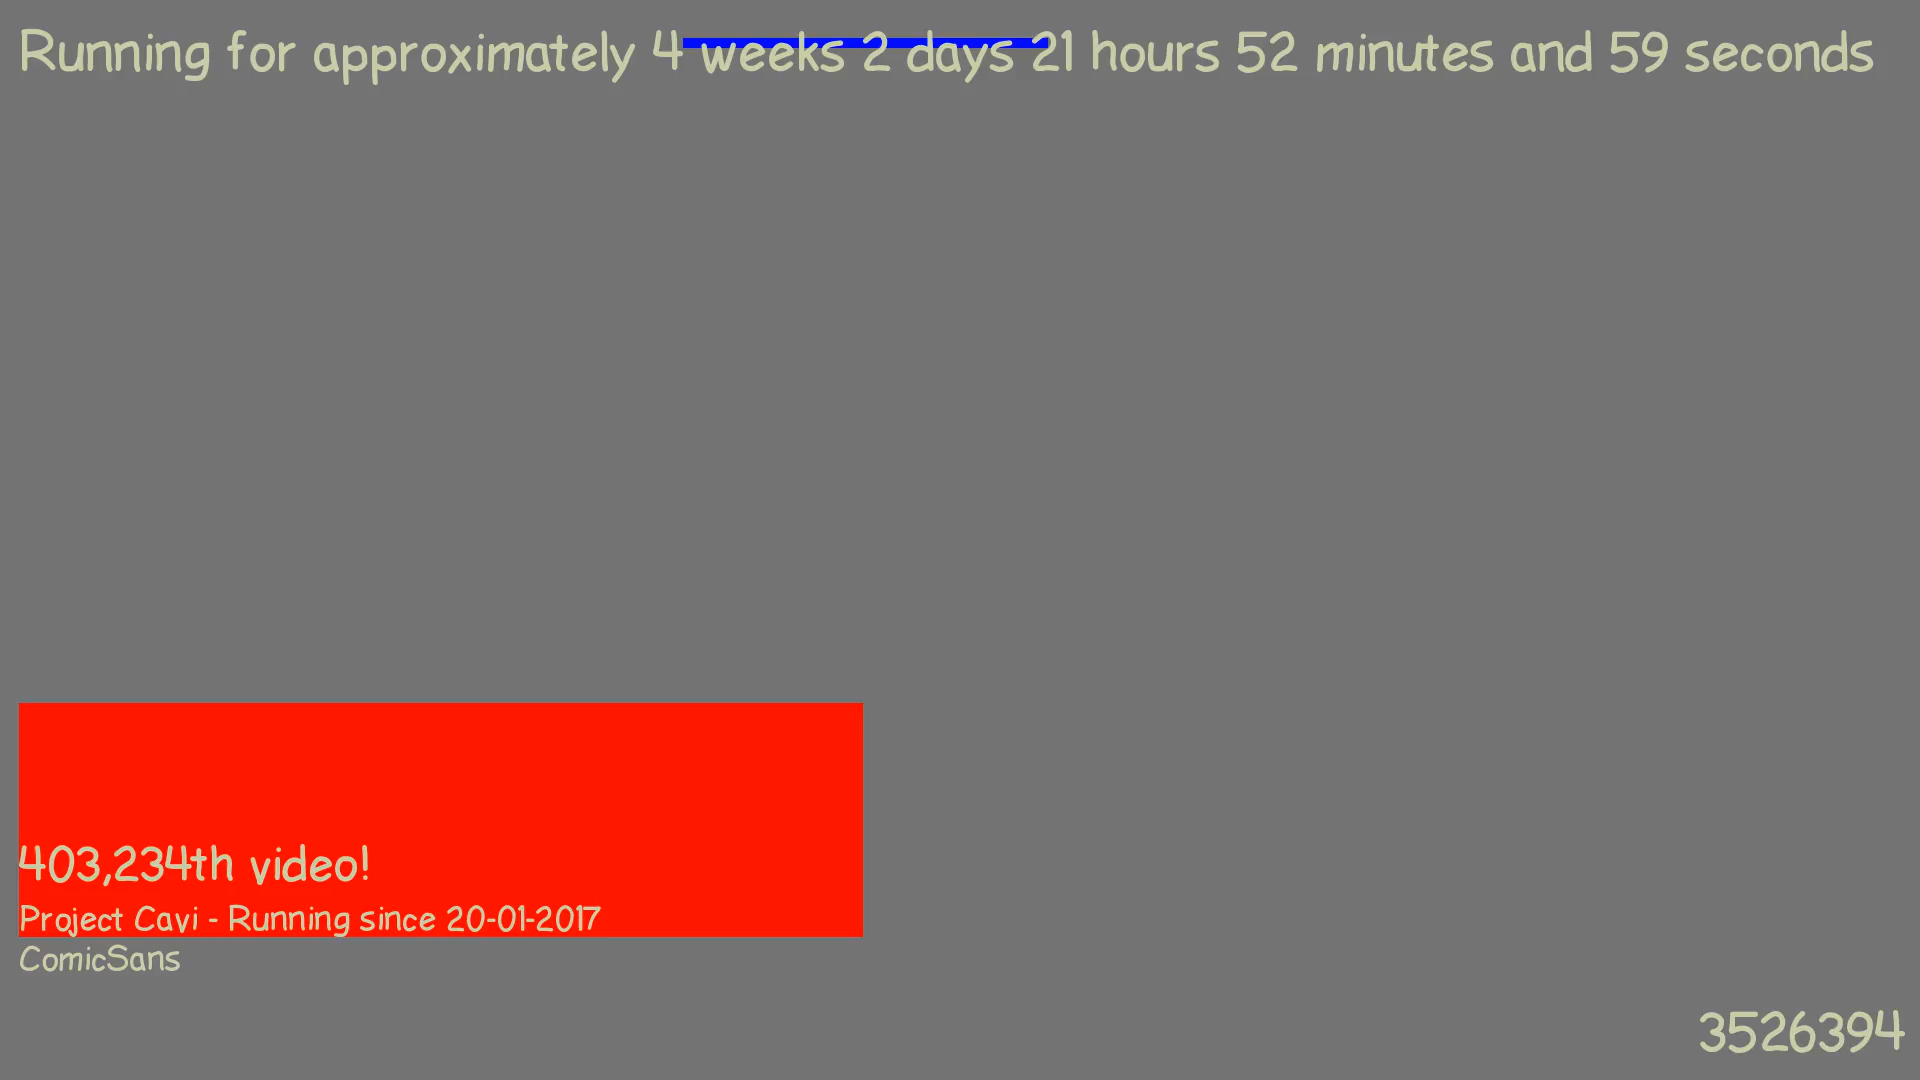 Running for approximately 4 weeks 2 days 21 hours 52 minutes and 59 seconds
403,234th video!
Project Cavi - Running since 20-01-2017
ComicSans
3526394